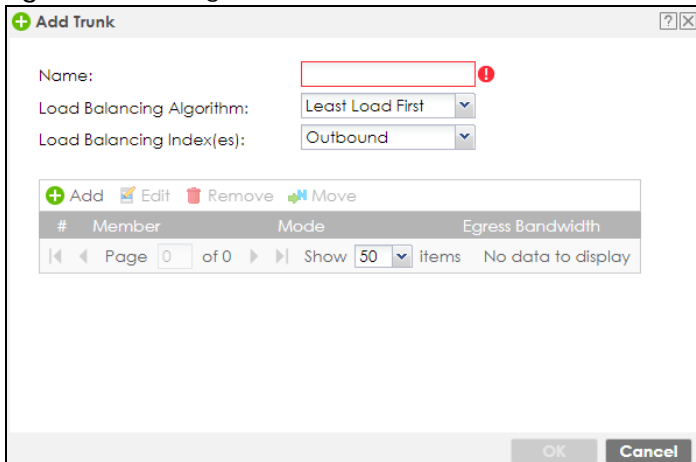 Add Trunk ? X
Name: !
Load Balancing Algorithm: Least Load First
Load Balancing Index(es): Outbound
Add Edit Remove Move
# Member Mode Egress Bandwidth
Page 0 of 0 Show 50 items No data to display
OK Cancel